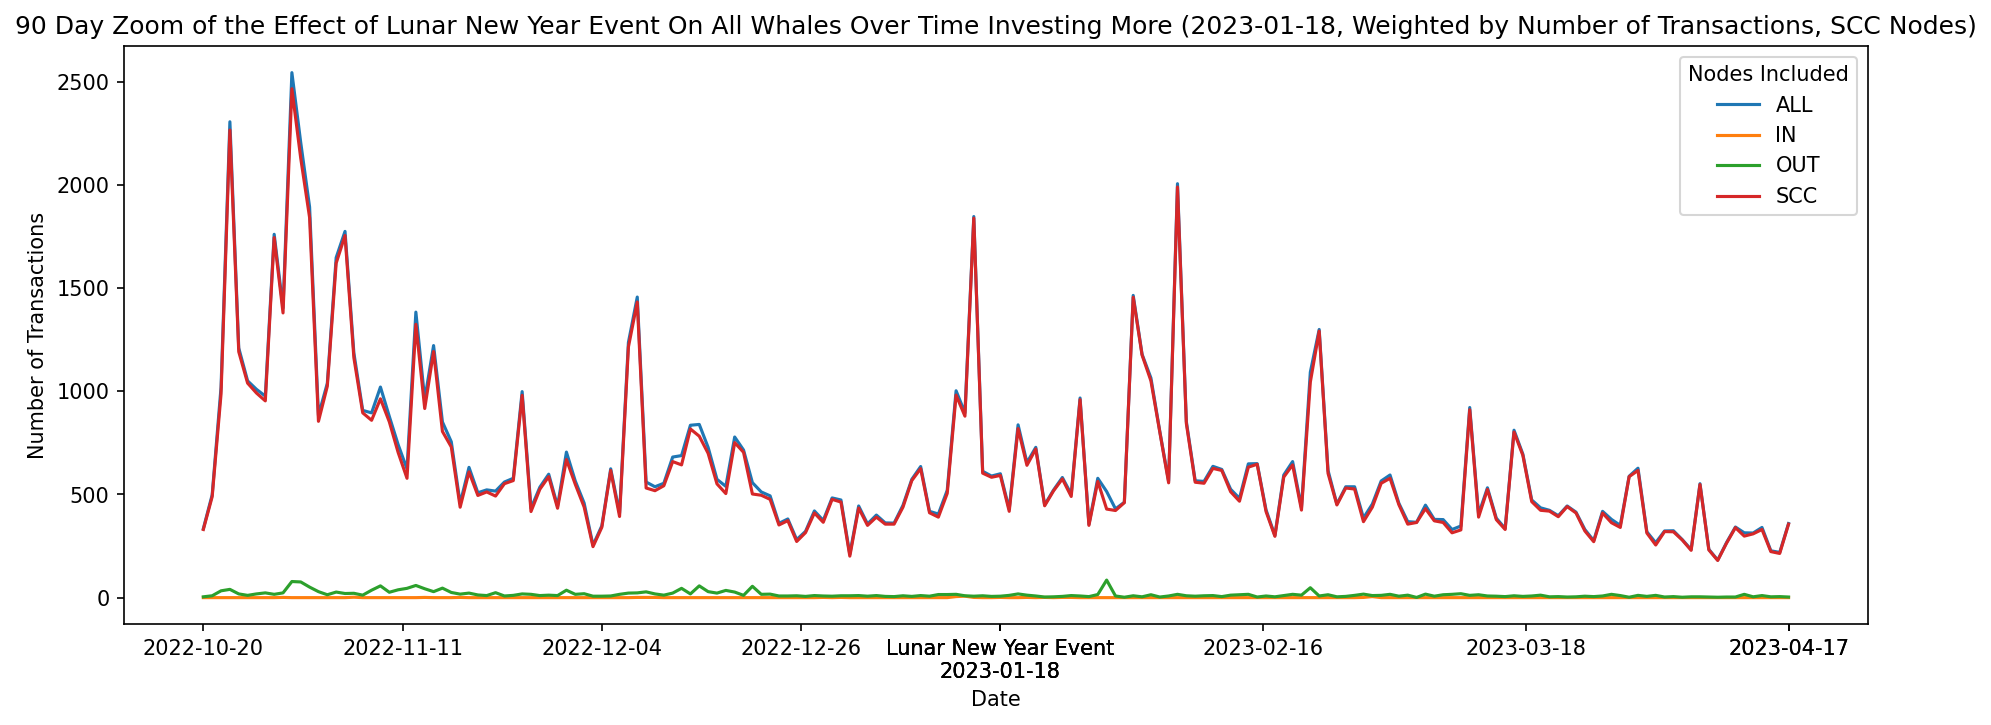 90 Day Zoom of the Effect of Lunar New Year Event On All Whales Over Time Investing More (2023-01-18, Weighted by Number of Transactions, SCC Nodes)
Nodes Included
ALL
IN
OUT
SCC
Number of Transactions
2500
2000
1500
1000
500
0
2022-10-20 2022-11-11 2022-12-04 2022-12-26 Lunar New Year Event 2023-02-16 2023-03-18 2023-04-17
2023-01-18
Date